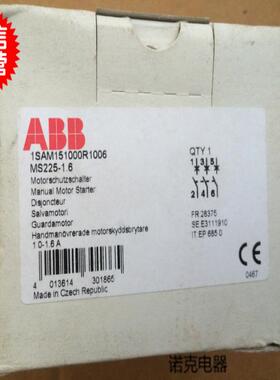 ABB
1SAM151000R1006
MS225-1.6
Motorschutzschalter
Manual Motor Starter
Disjoncteur
Salvamotori
Guardamotor
Handmanövrerade motorskyddsbrytare
1.0-1.6 A
QTY 1
1 3 5
2 4 6
FR 28375
SE E3111910
IT EP 685 0
CE
0467
4 013614 301865
Made in Czech Republic
诺克电器